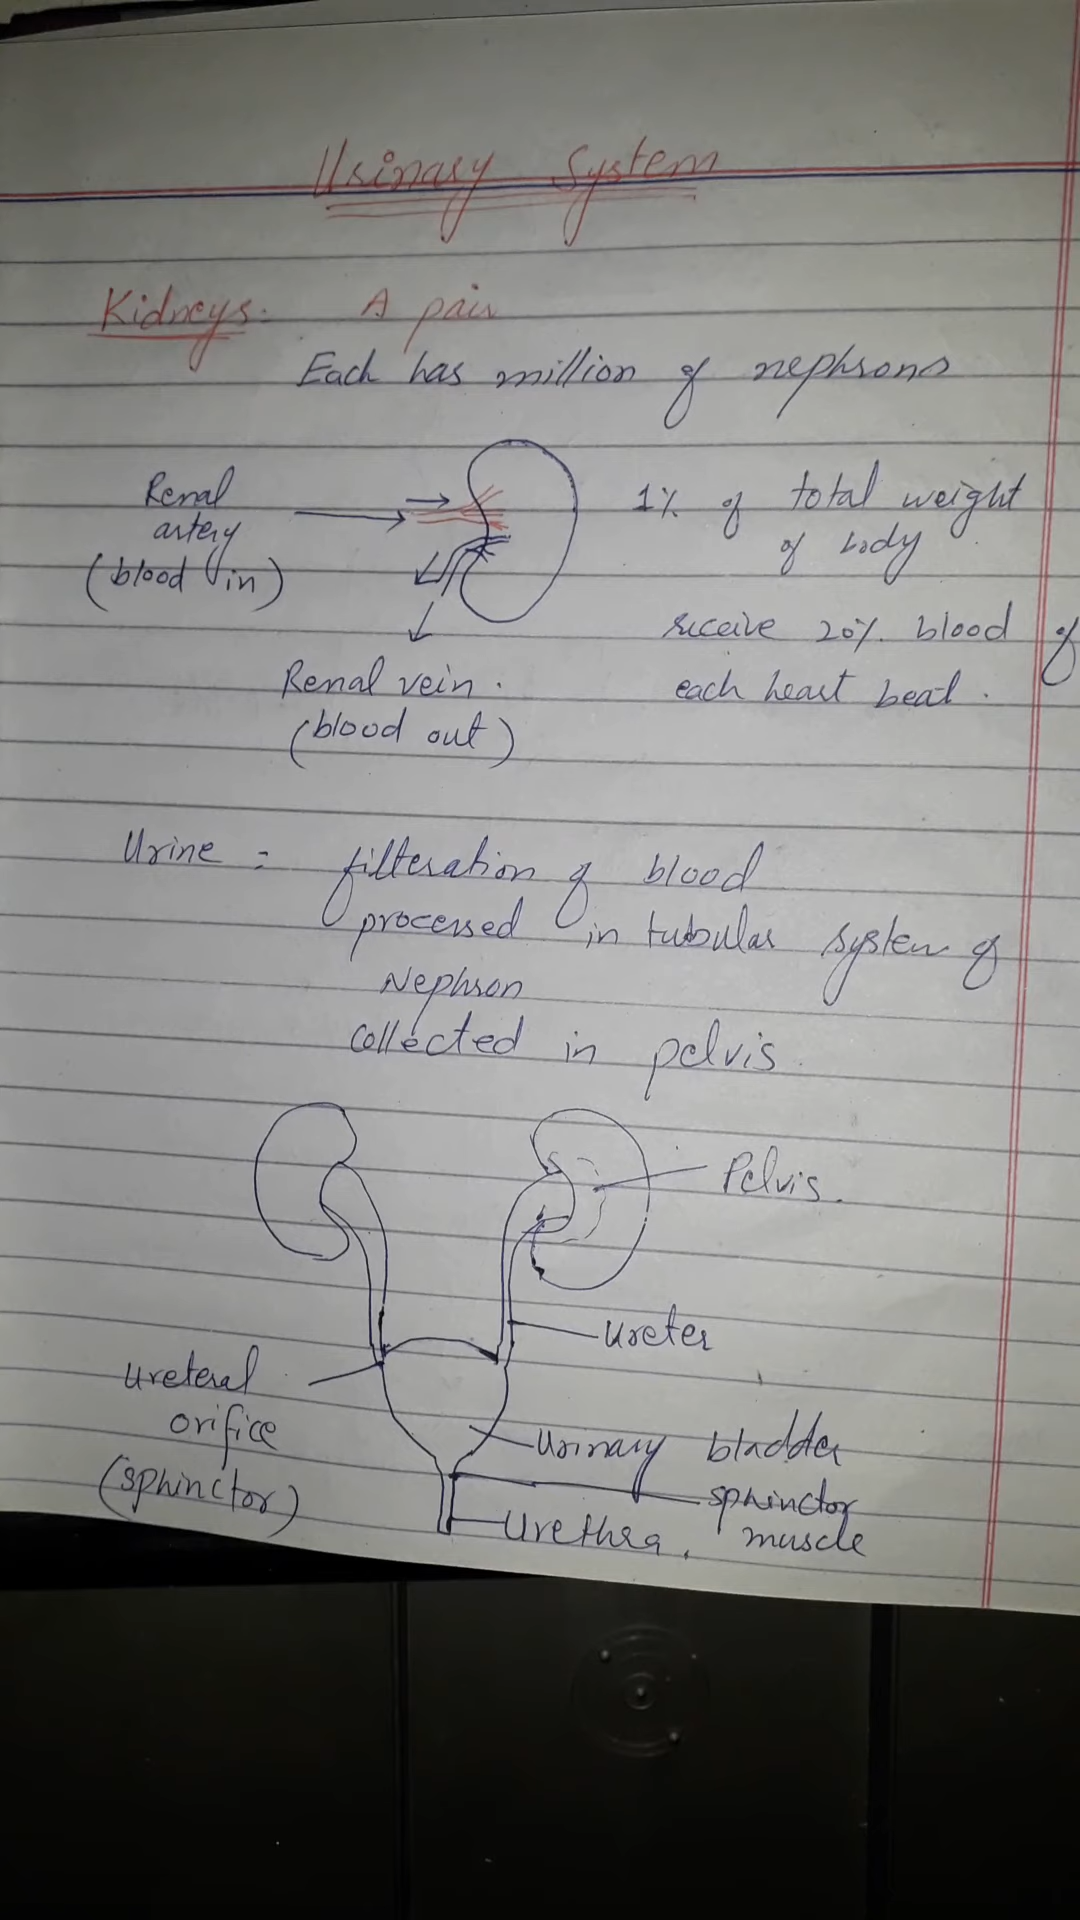 Urinary System
Kidneys: A pair
Each has million of nephrons
Renal
artery
(blood in)
1% of total weight
of body
receive 20% blood of
each heart beat.
Renal vein.
(blood out)
Urine = filteration of blood
processed in tubular system of
Nephron
collected in pelvis.
Pelvis.
Ureter
Ureteral
orifice
(sphinctor)
Urinary bladder
sphinctor
muscle
Urethra.